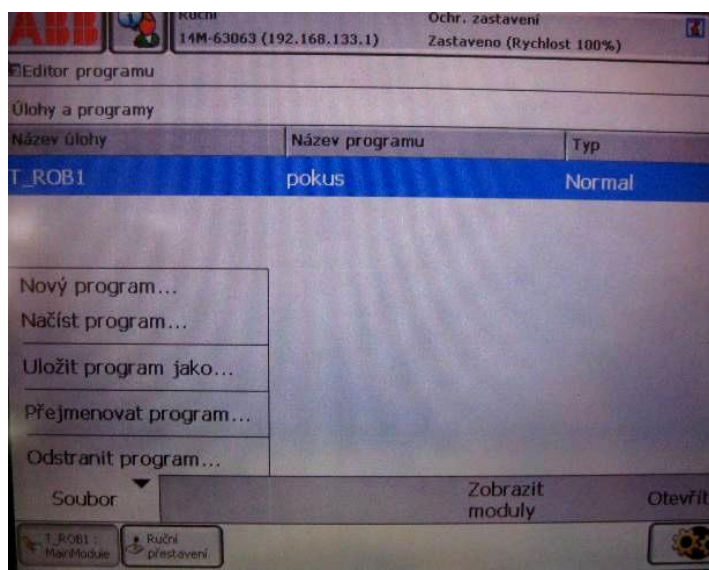 ABB
Ruční
Ochr. zastavení
14M-63063 (192.168.133.1)
Zastaveno (Rychlost 100%)
Editor programu
Úlohy a programy
Název úlohy
Název programu
Typ
T_ROB1
pokus
Normal
Nový program...
Načíst program...
Uložit program jako...
Přejmenovat program...
Odstranit program...
Soubor
Zobrazit
moduly
Otevřít
T_ROB1 :
MainModule
Ruční
přestavení